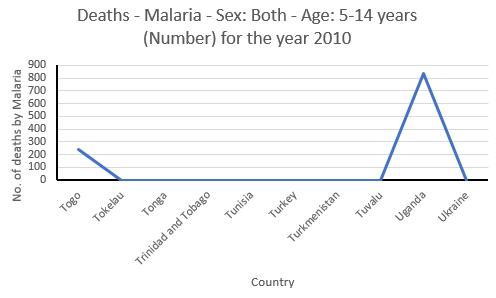 Deaths - Malaria - Sex: Both - Age: 5-14 years
(Number) for the year 2010
No. of deaths by Malaria
900
800
700
600
500
400
300
200
100
0
Togo
Tokelau
Tonga
Trinidad and Tobago
Tunisia
Turkey
Turkmenistan
Tuvalu
Uganda
Ukraine
Country